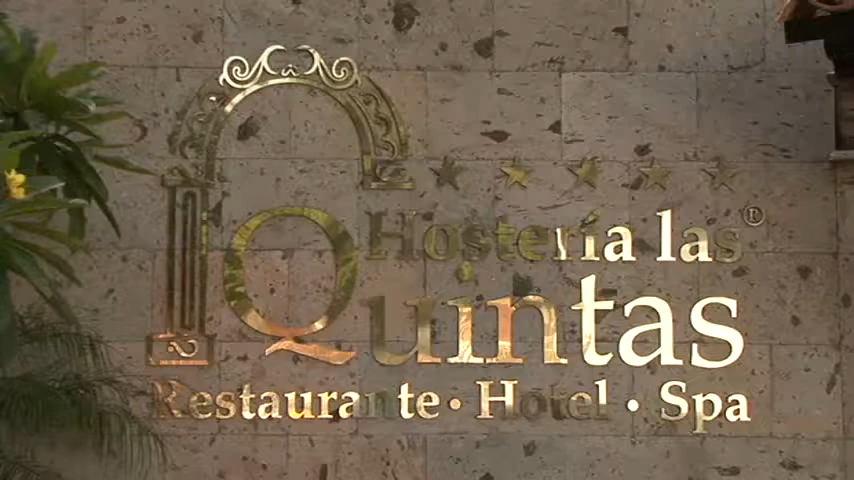 Hostería las ®
Quintas
Restaurante · Hotel · Spa